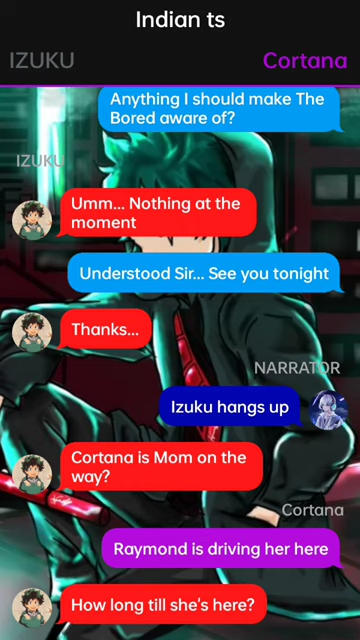 Indian ts
IZUKU
Cortana
Anything I should make The
Bored aware of?
IZUKU
Umm... Nothing at the
moment
Understood Sir... See you tonight
Thanks...
NARRATOR
Izuku hangs up
Cortana is Mom on the
way?
Cortana
Raymond is driving her here
How long till she's here?